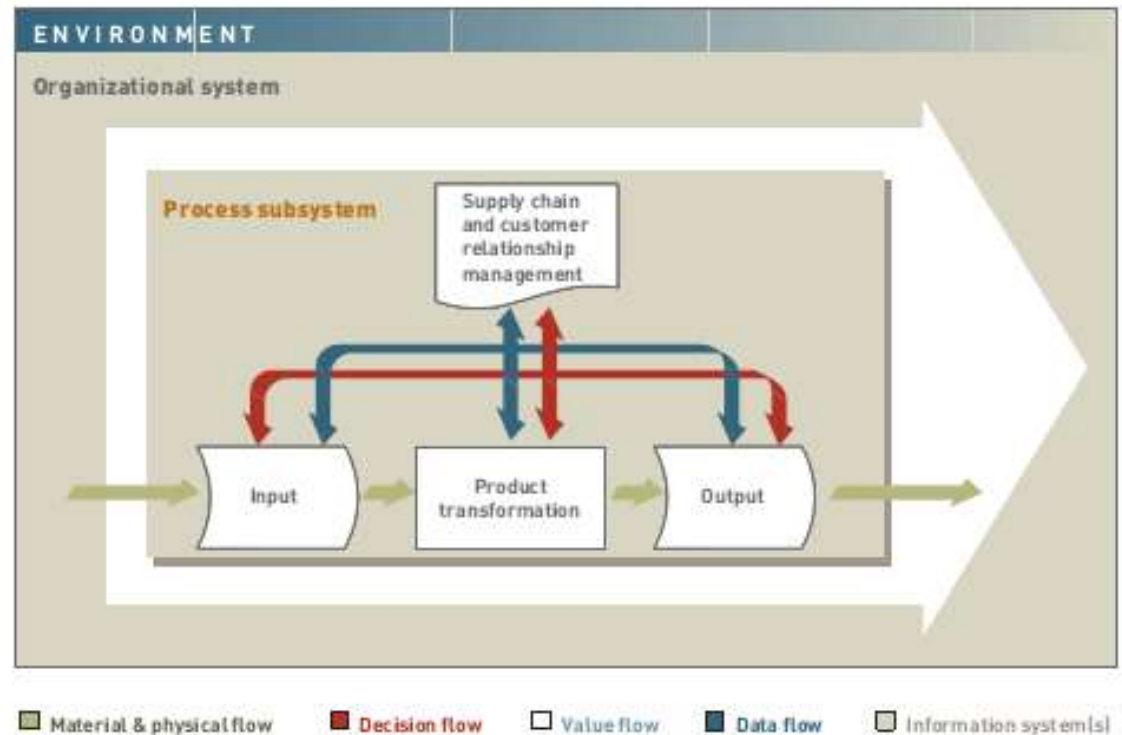 ENVIRONMENT
Organizational system
Process subsystem
Supply chain
and customer
relationship
management
Input
Product
transformation
Output
Material & physical flow
Decision flow
Value flow
Data flow
Information system(s)